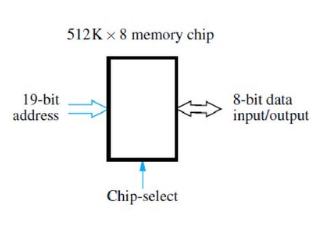 512K × 8 memory chip
19-bit
address
8-bit data
input/output
Chip-select